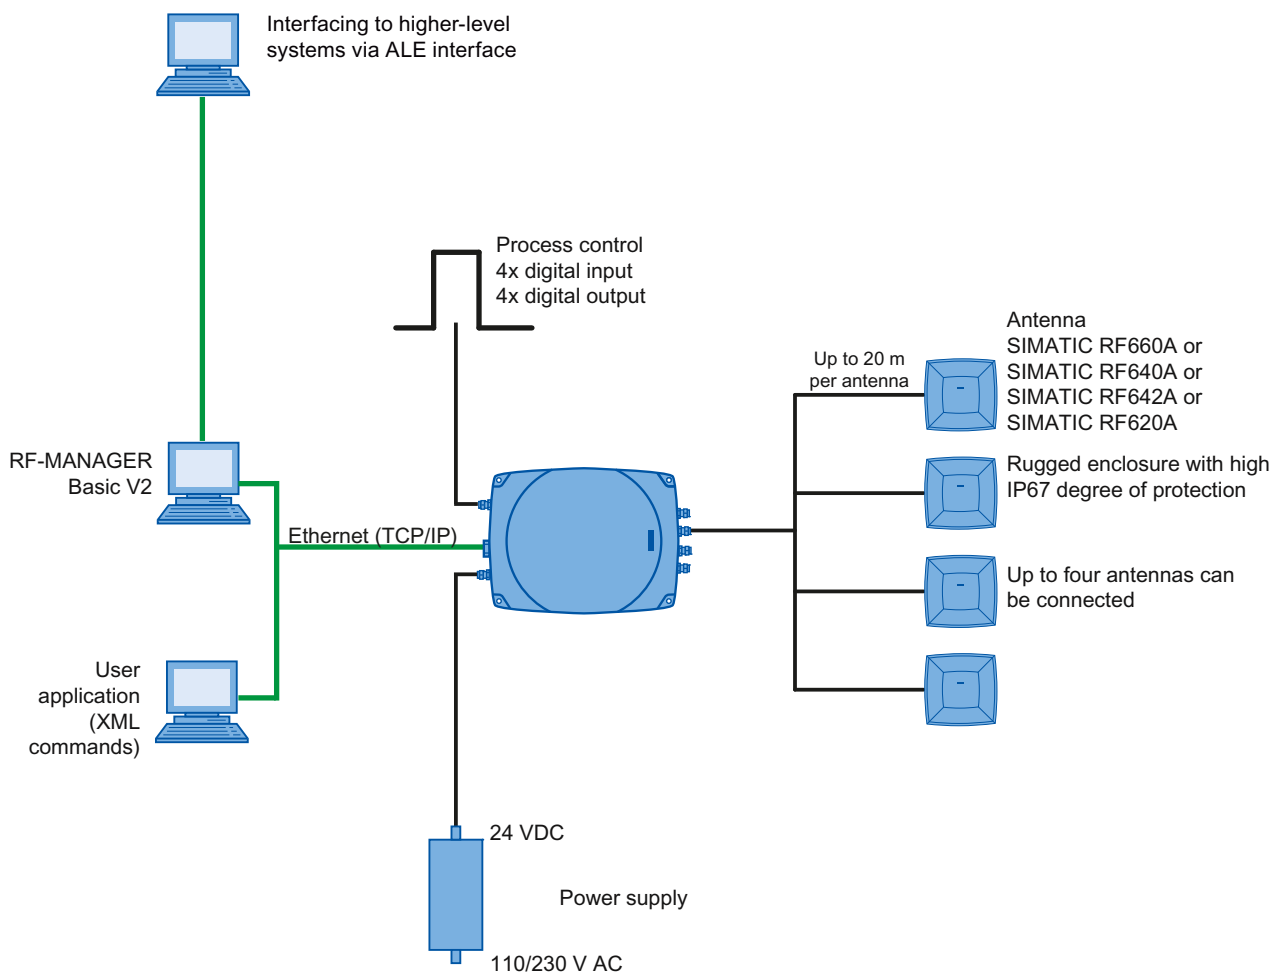 Interfacing to higher-level
systems via ALE interface
Process control
4x digital input
4x digital output
Up to 20 m
per antenna
Antenna
SIMATIC RF660A or
SIMATIC RF640A or
SIMATIC RF642A or
SIMATIC RF620A
RF-MANAGER
Basic V2
Rugged enclosure with high
IP67 degree of protection
Ethernet (TCP/IP)
Up to four antennas can
be connected
User
application
(XML
commands)
24 VDC
Power supply
110/230 V AC